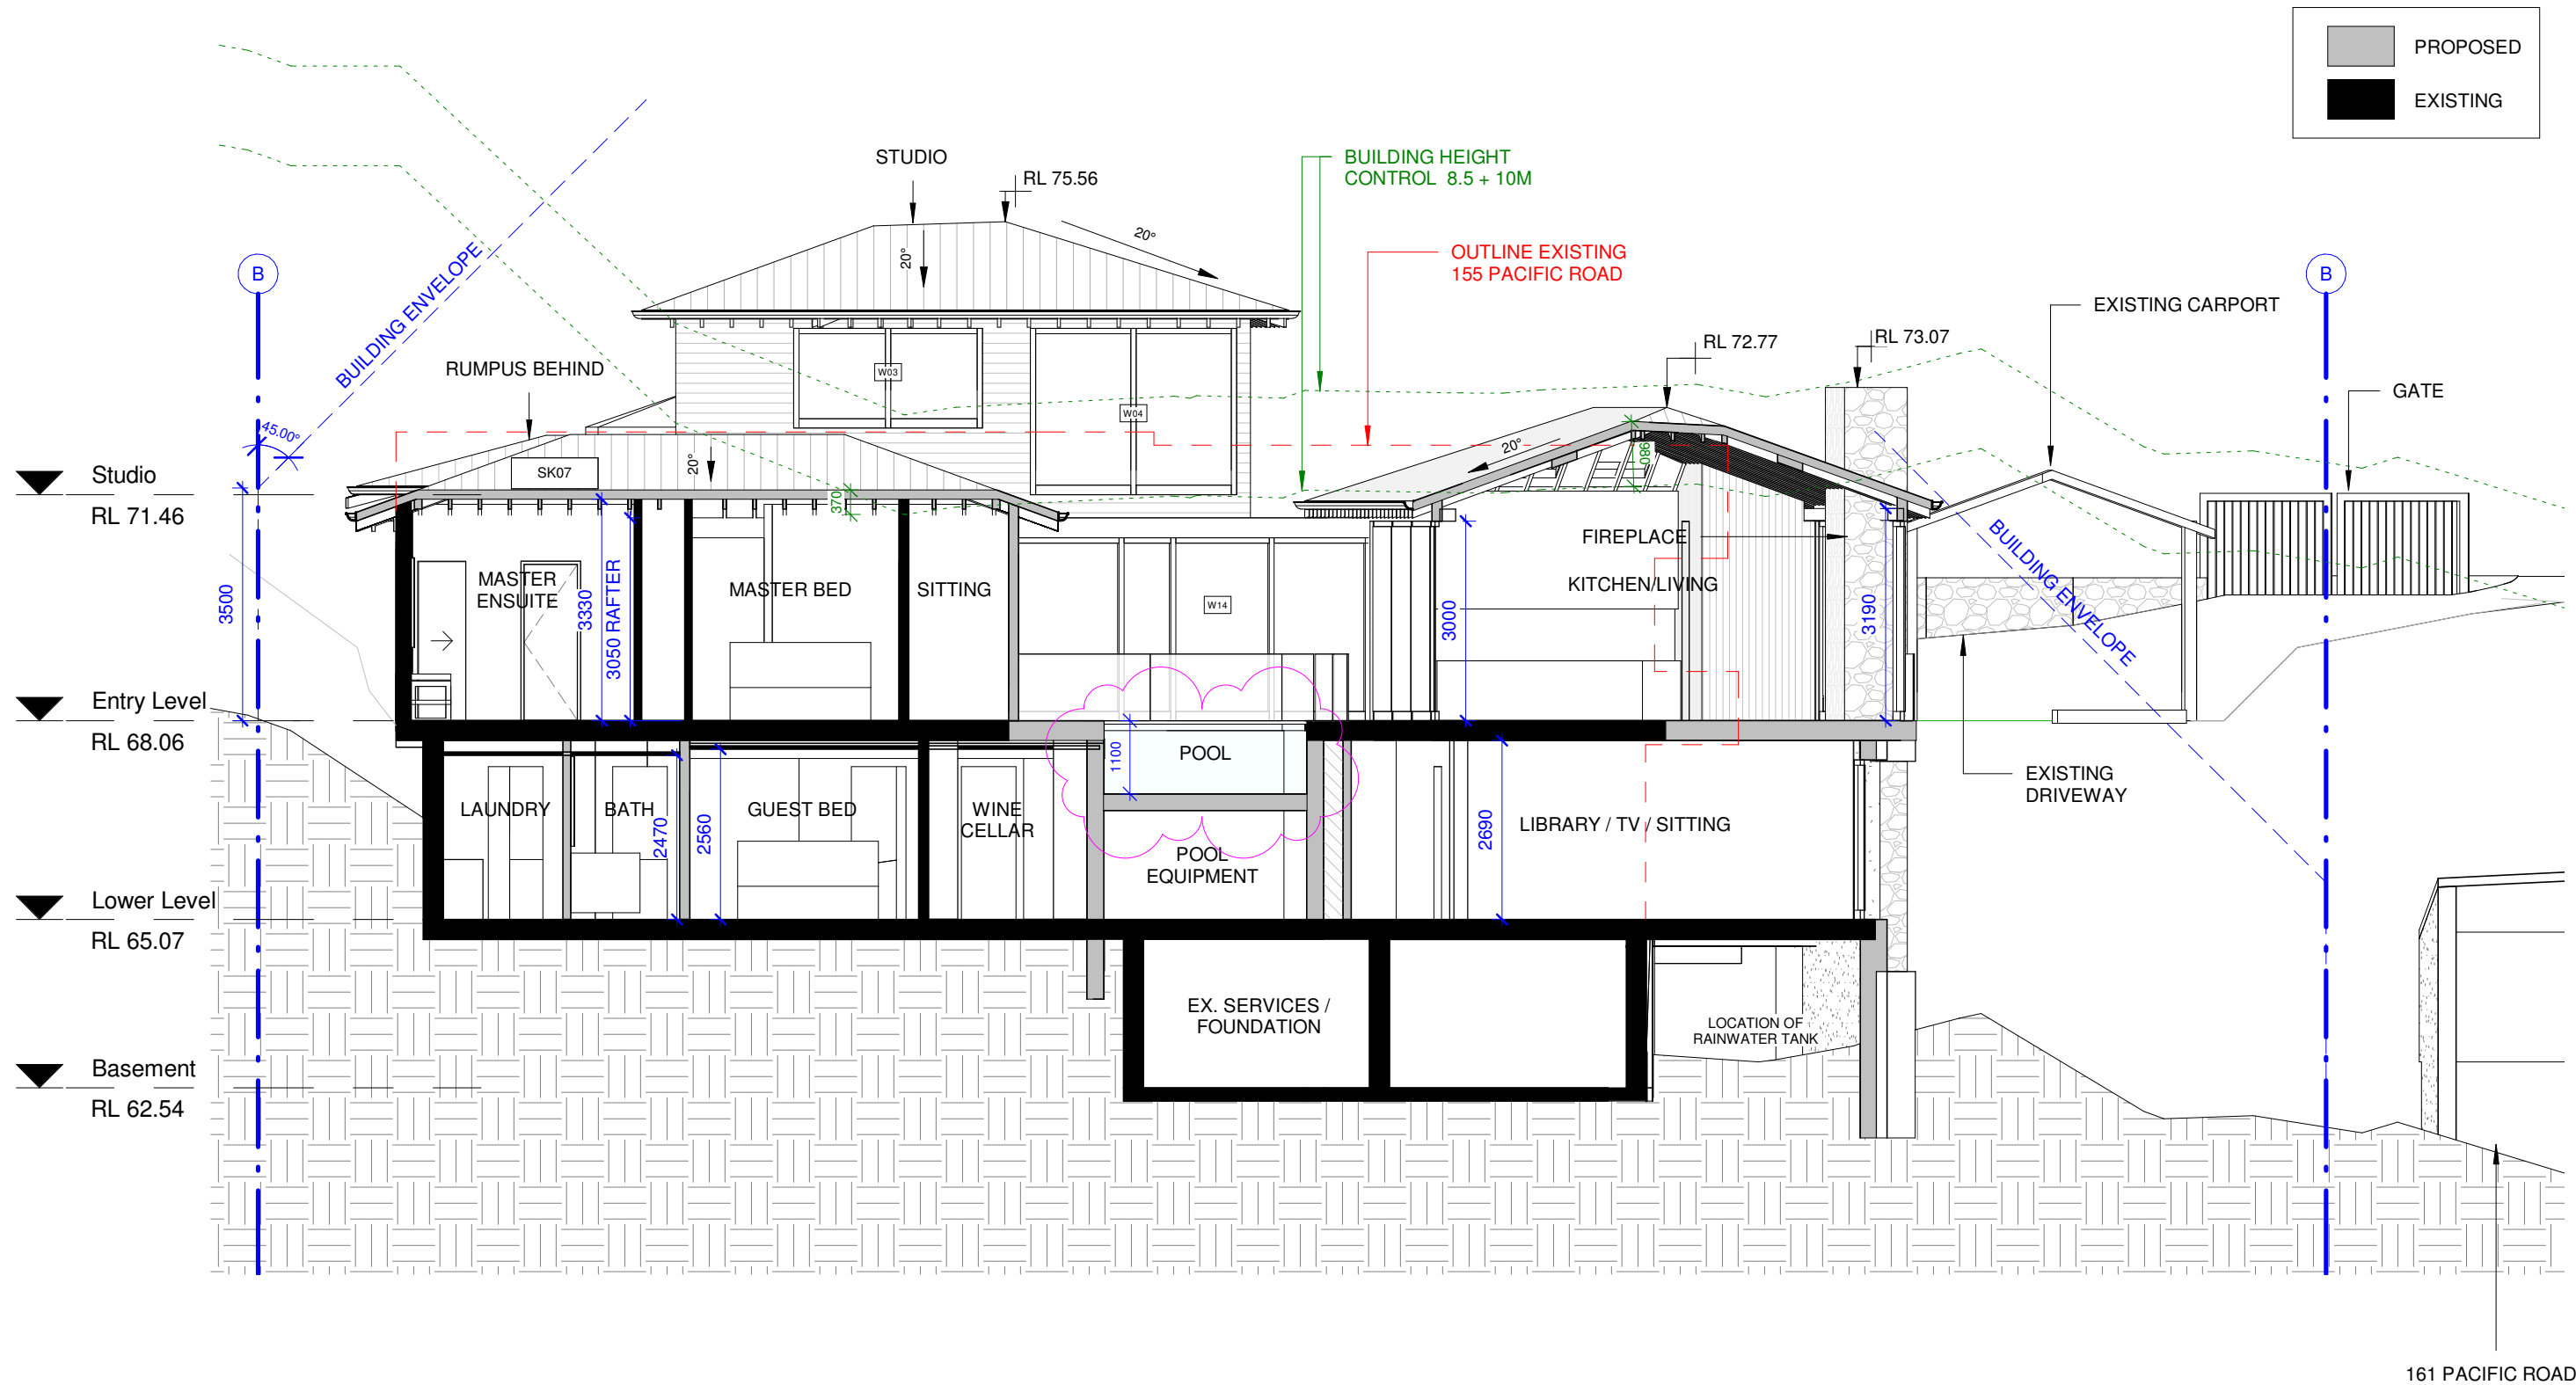 PROPOSED
EXISTING
STUDIO
RL 75.56
BUILDING HEIGHT
CONTROL 8.5 + 10M
20°
20°
OUTLINE EXISTING
155 PACIFIC ROAD
B
B
BUILDING ENVELOPE
EXISTING CARPORT
RL 72.77
RL 73.07
RUMPUS BEHIND
W03
W04
GATE
45.00°
20°
20°
980
SK07
370
Studio
RL 71.46
FIREPLACE
BUILDING ENVELOPE
MASTER
ENSUITE
3330
3050 RAFTER
MASTER BED
SITTING
W14
KITCHEN/LIVING
3500
3000
3190
Entry Level
RL 68.06
1100
POOL
EXISTING
DRIVEWAY
LAUNDRY
BATH
2470
2560
GUEST BED
WINE
CELLAR
2690
LIBRARY / TV / SITTING
POOL
EQUIPMENT
Lower Level
RL 65.07
EX. SERVICES /
FOUNDATION
LOCATION OF
RAINWATER TANK
Basement
RL 62.54
161 PACIFIC ROAD